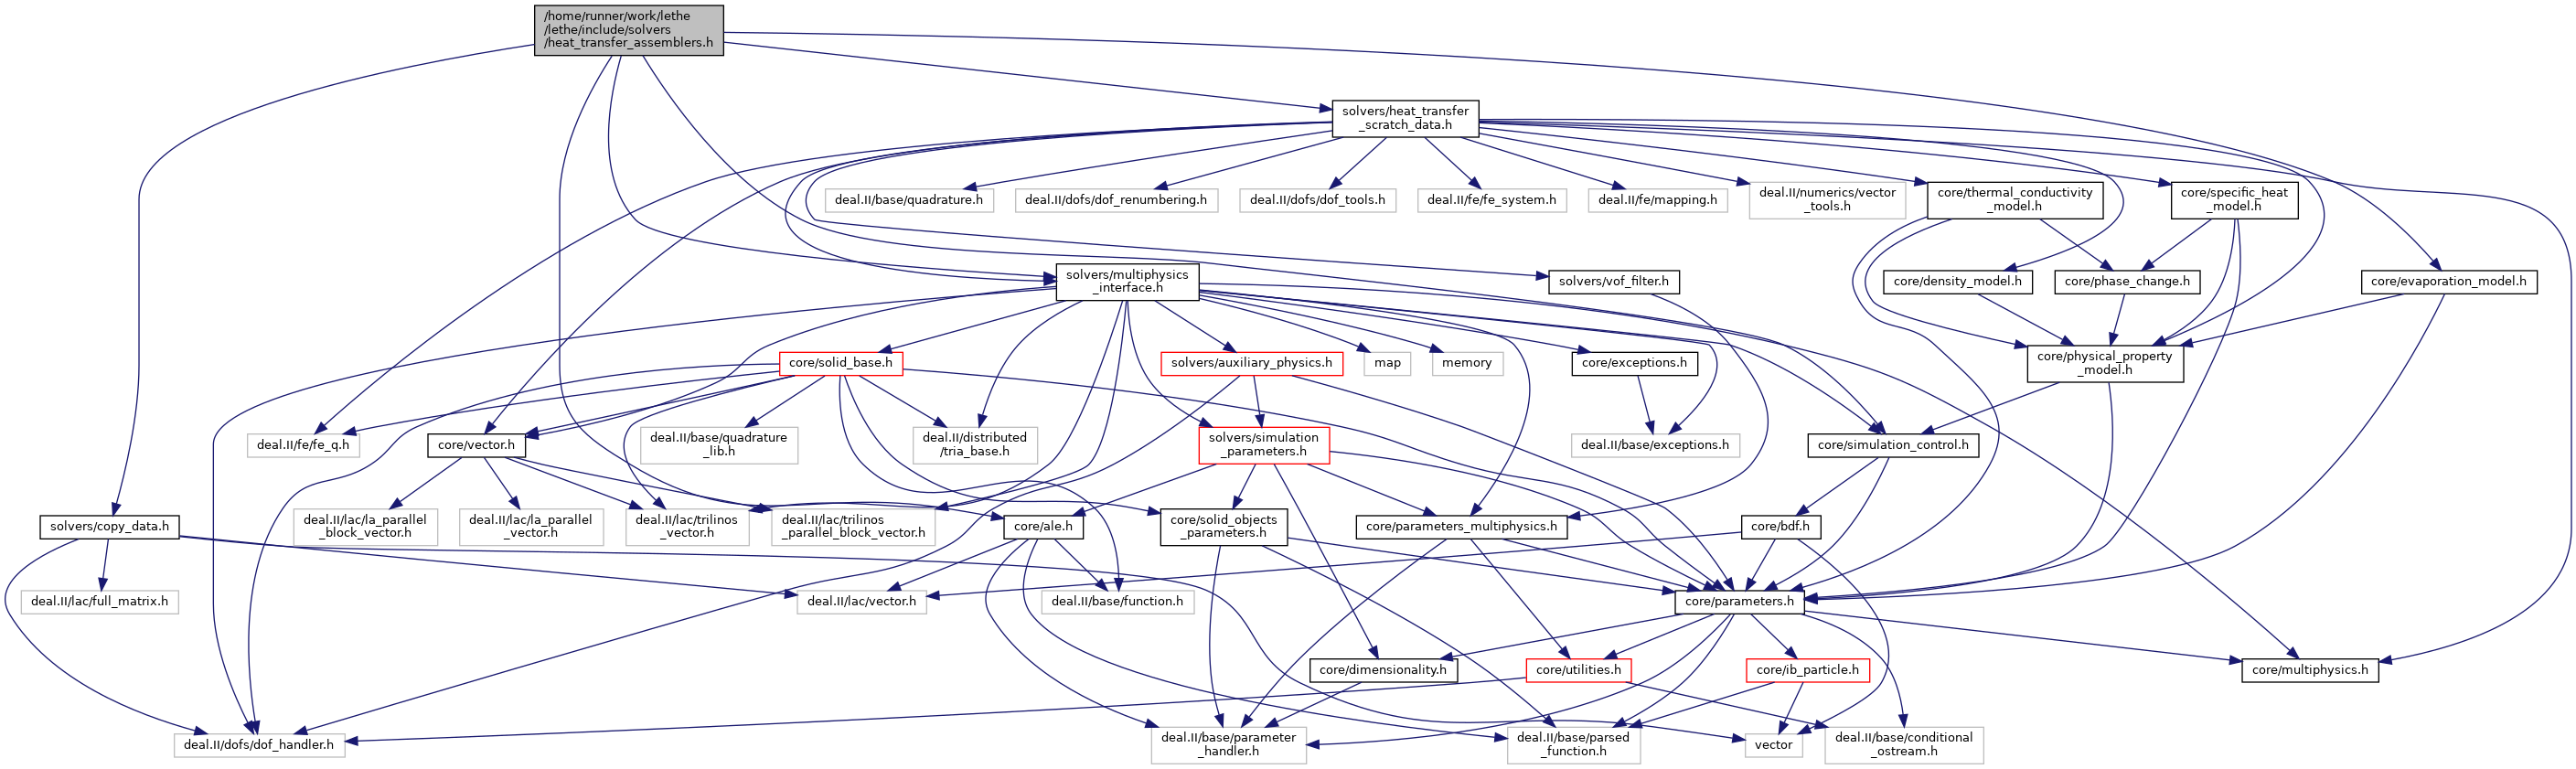 /home/runner/work/lethe
/lethe/include/solvers
/heat_transfer_assemblers.h
solvers/heat_transfer
_scratch_data.h
deal.II/base/quadrature.h
deal.II/dofs/dof_renumbering.h
deal.II/dofs/dof_tools.h
deal.II/fe/fe_system.h
deal.II/fe/mapping.h
deal.II/numerics/vector
_tools.h
core/thermal_conductivity
_model.h
core/specific_heat
_model.h
solvers/multiphysics
_interface.h
solvers/vof_filter.h
core/density_model.h
core/phase_change.h
core/evaporation_model.h
core/solid_base.h
solvers/auxiliary_physics.h
map
memory
core/exceptions.h
core/physical_property
_model.h
deal.II/fe/fe_q.h
core/vector.h
deal.II/base/quadrature
_lib.h
deal.II/distributed
/tria_base.h
solvers/simulation
_parameters.h
deal.II/base/exceptions.h
core/simulation_control.h
solvers/copy_data.h
deal.II/lac/la_parallel
_block_vector.h
deal.II/lac/la_parallel
_vector.h
deal.II/lac/trilinos
_vector.h
deal.II/lac/trilinos
_parallel_block_vector.h
core/ale.h
core/solid_objects
_parameters.h
core/parameters_multiphysics.h
core/bdf.h
deal.II/lac/full_matrix.h
deal.II/lac/vector.h
deal.II/base/function.h
core/parameters.h
core/dimensionality.h
core/utilities.h
core/ib_particle.h
core/multiphysics.h
deal.II/dofs/dof_handler.h
deal.II/base/parameter
_handler.h
deal.II/base/parsed
_function.h
vector
deal.II/base/conditional
_ostream.h